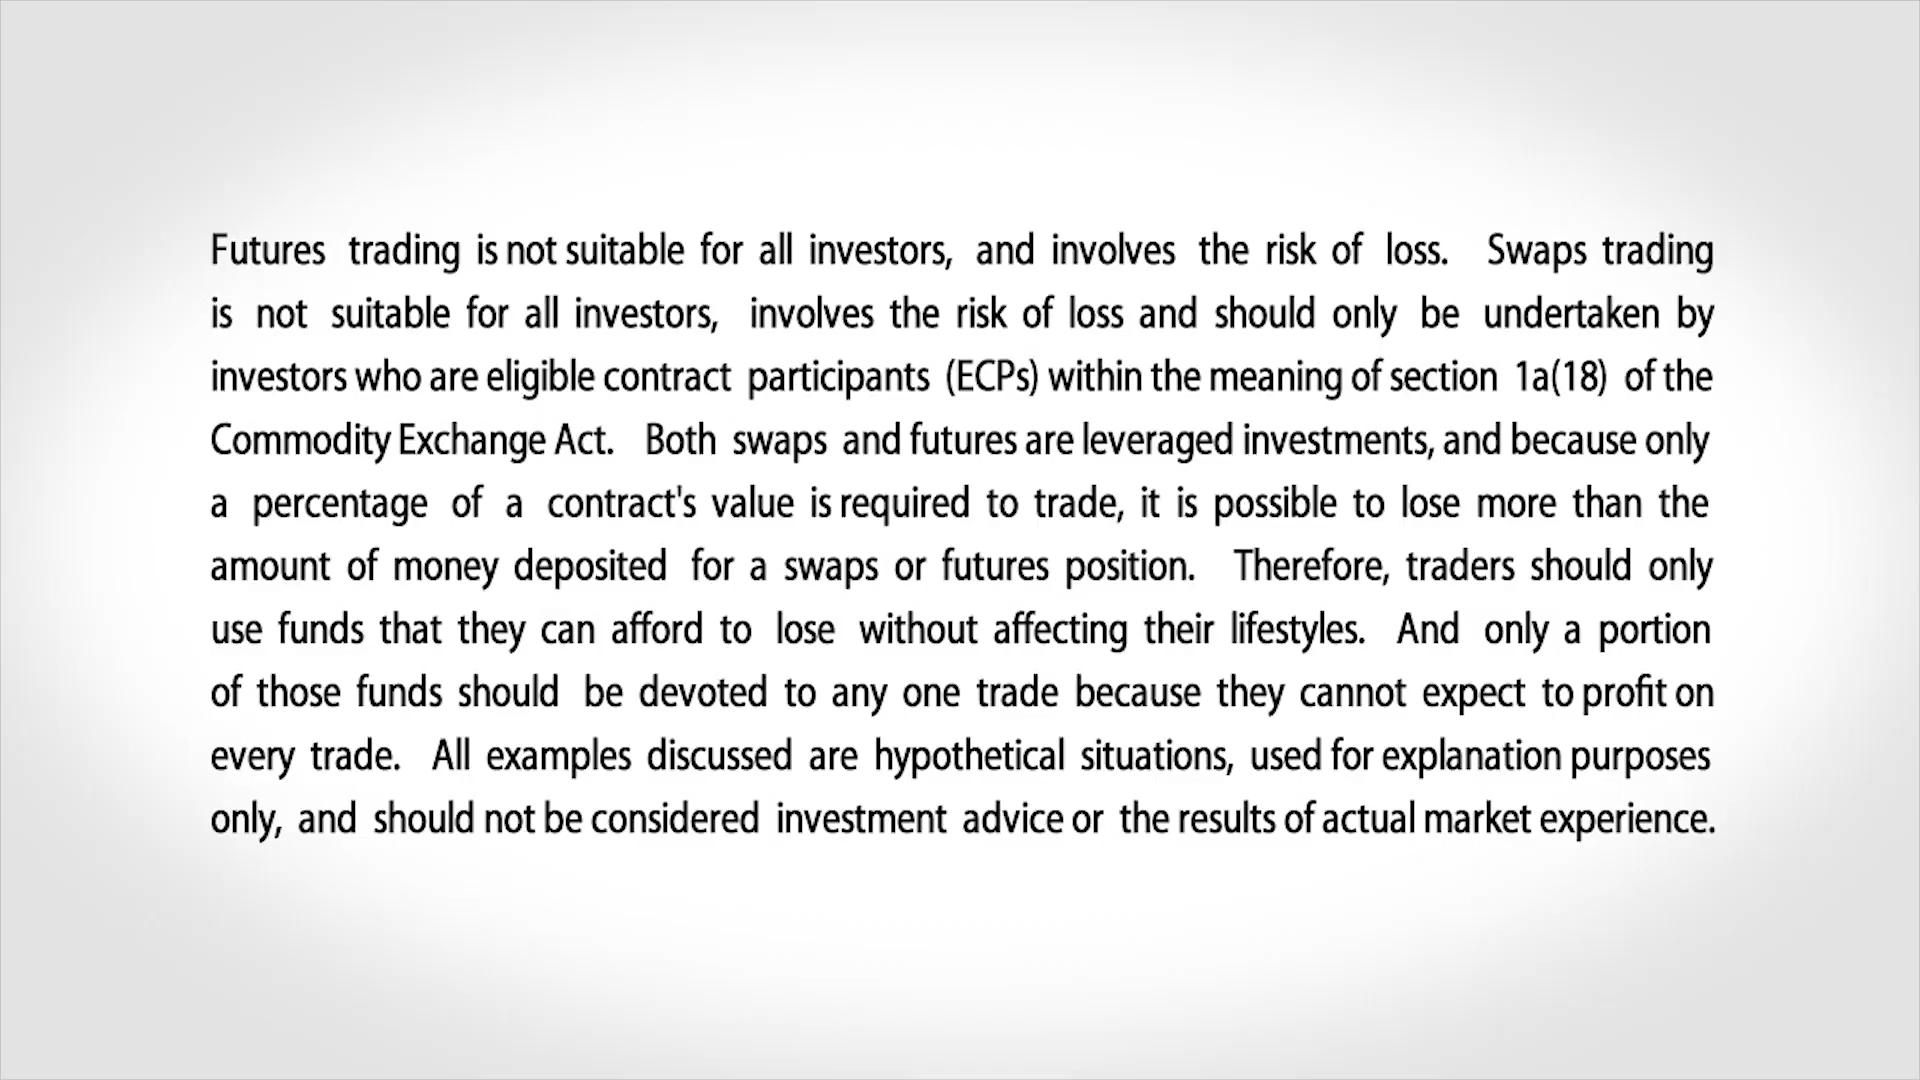 Futures trading is not suitable for all investors, and involves the risk of loss. Swaps trading
is not suitable for all investors, involves the risk of loss and should only be undertaken by
investors who are eligible contract participants (ECPs) within the meaning of section 1a(18) of the
Commodity Exchange Act. Both swaps and futures are leveraged investments, and because only
a percentage of a contract's value is required to trade, it is possible to lose more than the
amount of money deposited for a swaps or futures position. Therefore, traders should only
use funds that they can afford to lose without affecting their lifestyles. And only a portion
of those funds should be devoted to any one trade because they cannot expect to profit on
every trade. All examples discussed are hypothetical situations, used for explanation purposes
only, and should not be considered investment advice or the results of actual market experience.